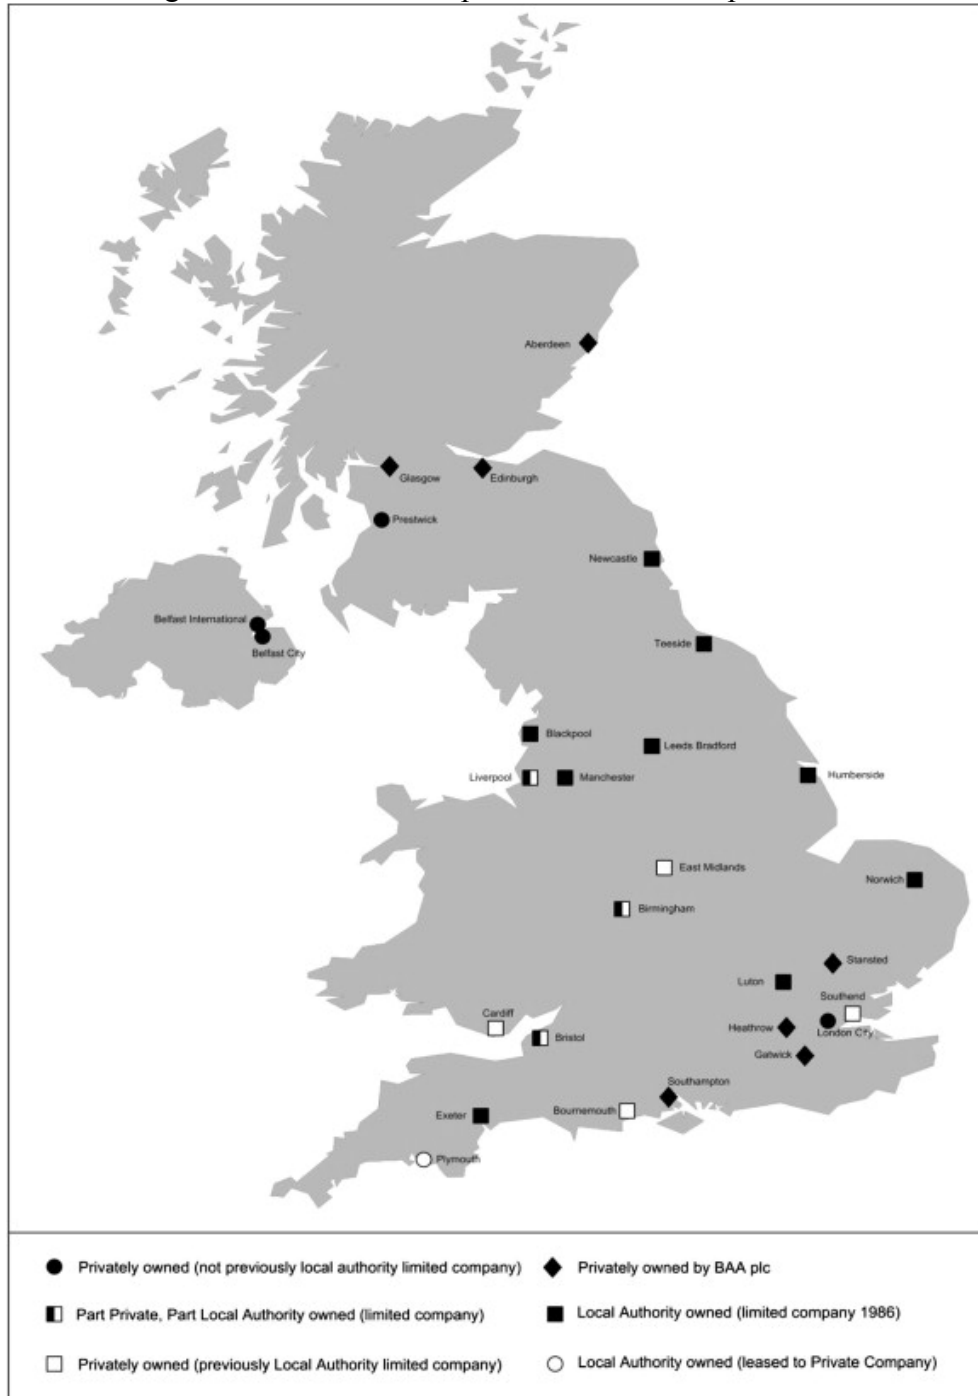 Aberdeen
Glasgow
Edinburgh
Prestwick
Newcastle
Belfast International
Belfast City
Teeside
Blackpool
Leeds Bradford
Liverpool
Manchester
Humberside
East Midlands
Norwich
Birmingham
Stansted
Luton
Southend
Cardiff
Heathrow
London City
Bristol
Gatwick
Southampton
Bournemouth
Exeter
Plymouth
Privately owned (not previously local authority limited company)
Privately owned by BAA plc
Part Private, Part Local Authority owned (limited company)
Local Authority owned (limited company 1986)
Privately owned (previously Local Authority limited company)
Local Authority owned (leased to Private Company)